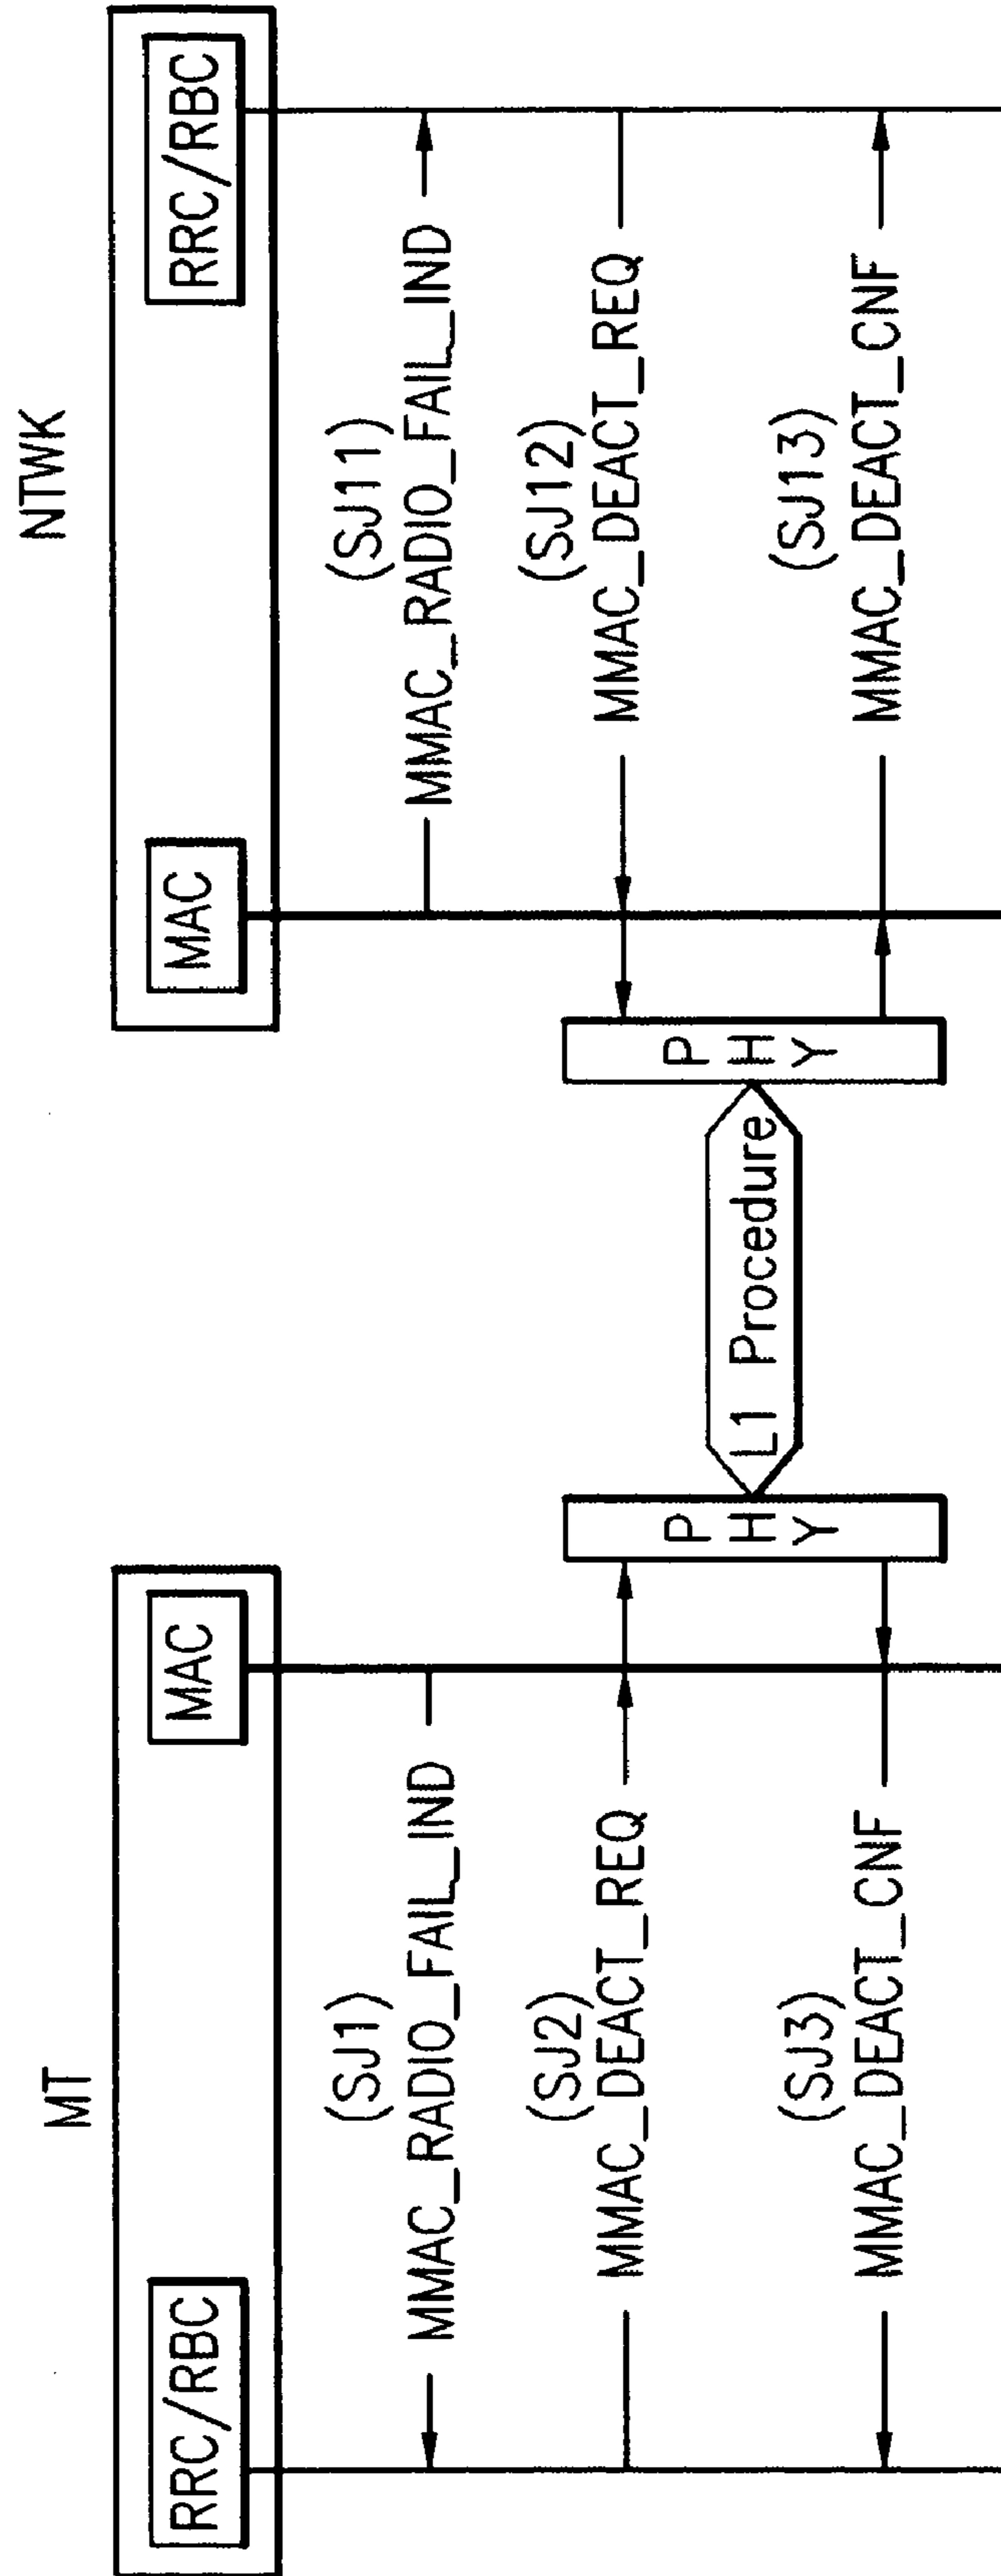 MT
NTWK
RRC/RBC
MAC
MAC
RRC/RBC
(SJ1)
MMAC_RADIO_FAIL_IND
(SJ11)
MMAC_RADIO_FAIL_IND
(SJ2)
MMAC_DEACT_REQ
(SJ12)
MMAC_DEACT_REQ
PHY
L1 Procedure
PHY
(SJ3)
MMAC_DEACT_CNF
(SJ13)
MMAC_DEACT_CNF